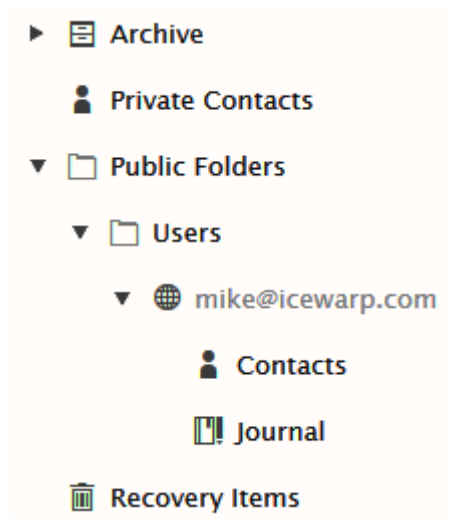 Archive
Private Contacts
Public Folders
Users
mike@icewarp.com
Contacts
Journal
Recovery Items